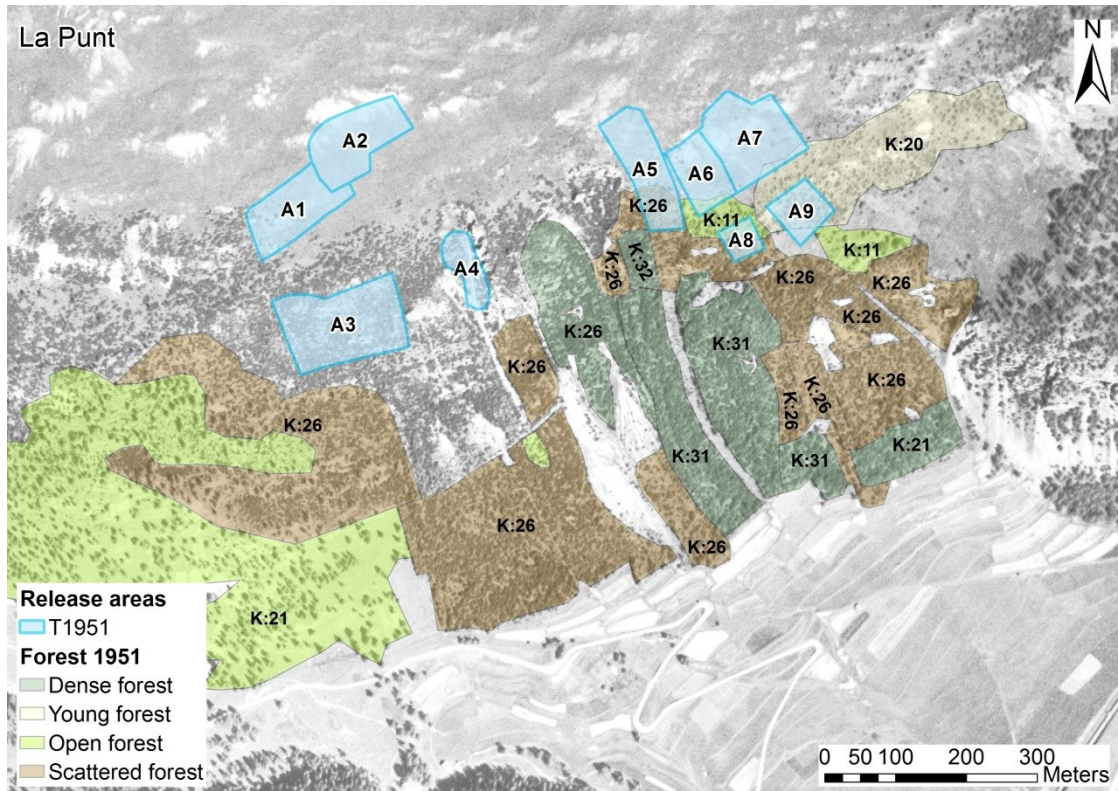 La Punt
N
A2
A7
K:20
A5
A6
A1
K:26
A9
K:11
A8
K:11
A4
K:32
K:26
K:26
K:26
A3
K:26
K:26
K:31
K:26
K:26
K:26
K:26
K:26
K:21
K:31
K:31
K:26
K:26
K:21
Release areas
T1951
Forest 1951
Dense forest
Young forest
Open forest
Scattered forest
0 50 100 200 300
Meters